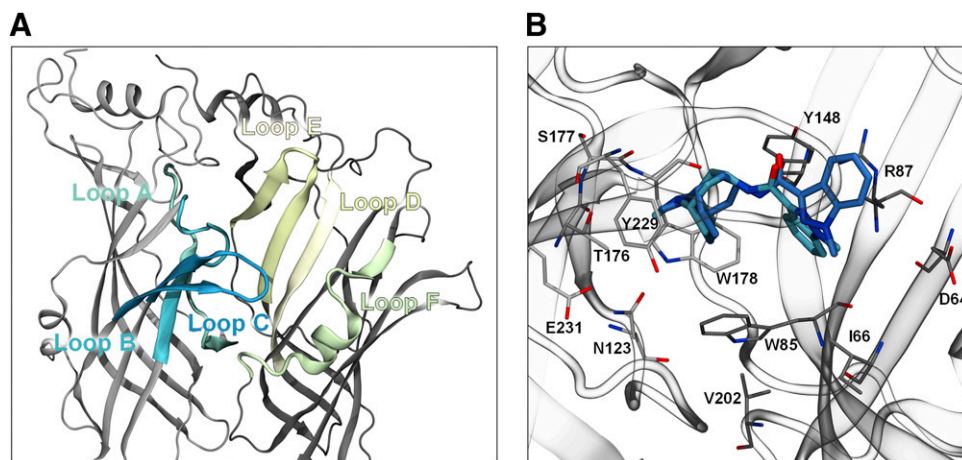 A
B
Loop E
Loop A
Loop D
Loop C
Loop F
Loop B
Y148
S177
R87
Y229
T176
W178
D64
E231
N123
W85
I66
V202